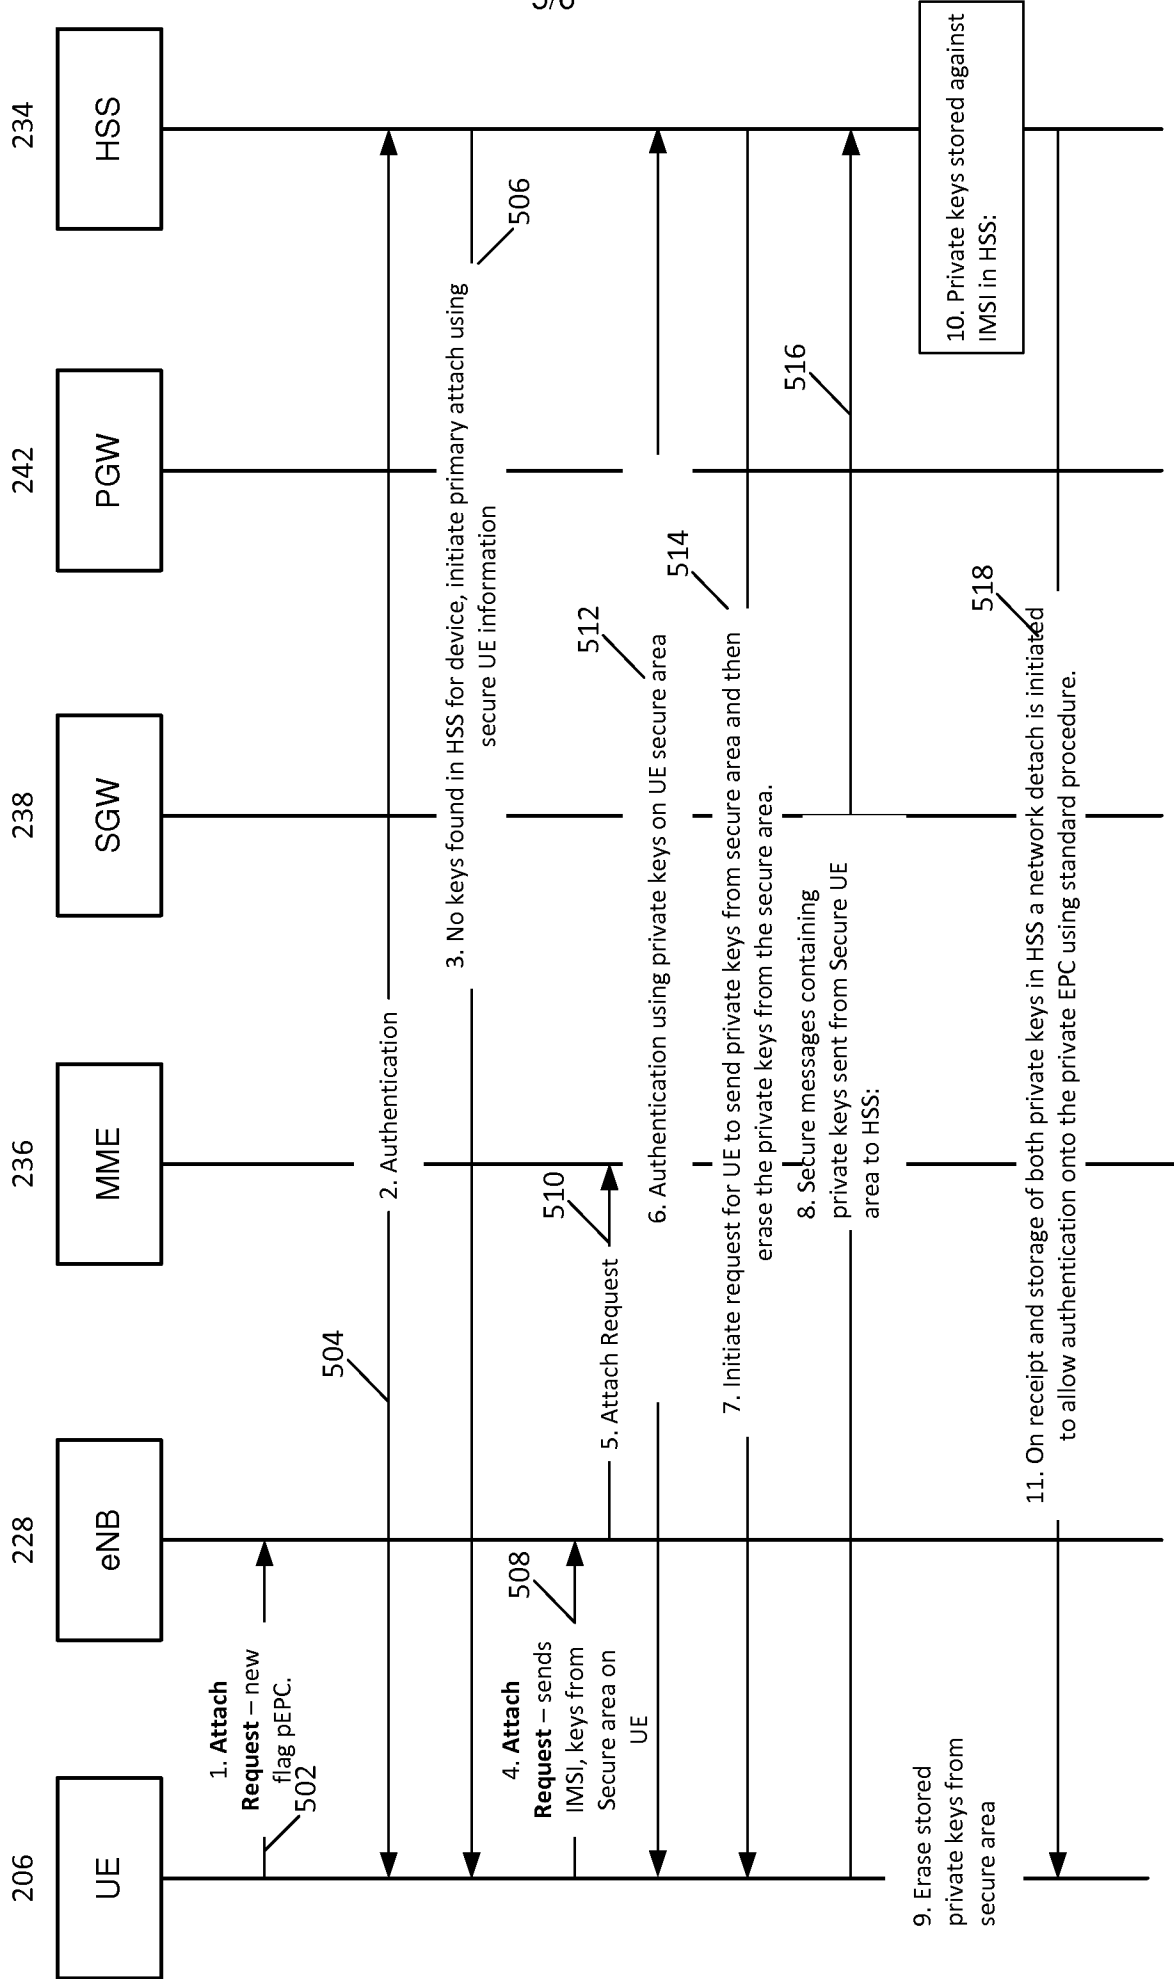 5/6
206
228
236
238
242
234
UE
eNB
MME
SGW
PGW
HSS
1. Attach
Request – new
flag pEPC.
502
504
2. Authentication
506
3. No keys found in HSS for device, initiate primary attach using
secure UE information
4. Attach
Request – sends
IMSI, keys from
Secure area on
UE
508
510
5. Attach Request
512
6. Authentication using private keys on UE secure area
514
7. Initiate request for UE to send private keys from secure area and then
erase the private keys from the secure area.
516
8. Secure messages containing
private keys sent from Secure UE
area to HSS:
9. Erase stored
private keys from
secure area
10. Private keys stored against
IMSI in HSS:
518
11. On receipt and storage of both private keys in HSS a network detach is initiated
to allow authentication onto the private EPC using standard procedure.